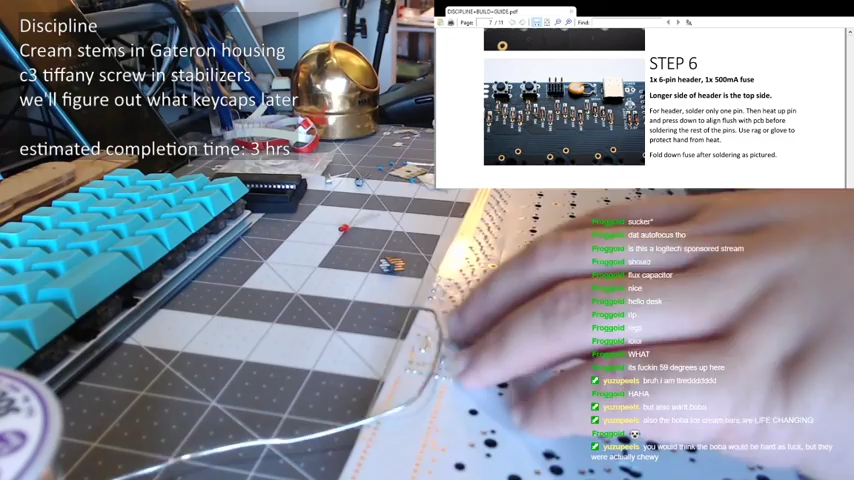 Discipline
Cream stems in Gateron housing
c3 tiffany screw in stabilizers
we'll figure out what keycaps later
estimated completion time: 3 hrs
DISCIPLINE+BUILD+GUIDE.pdf
Page: 7 / 11 Find:
STEP 6
1x 6-pin header, 1x 500mA fuse
Longer side of header is the top side.
For header, solder only one pin. Then heat up pin
and press down to align flush with pcb before
soldering the rest of the pins. Use rag or glove to
protect hand from heat.
Fold down fuse after soldering as pictured.
Froggold sucker*
Froggold dat autofocus tho
Froggold is this a logitech sponsored stream
Froggold should
Froggold flux capacitor
Froggold nice
Froggold hello desk
Froggold rip
Froggold
Froggold
Froggold WHAT
Froggold its fuckin 59 degrees up here
yuzupeels bruh i am tireddddddd
Froggold HAHA
yuzupeels but also want boba
yuzupeels also the boba ice cream bars are LIFE CHANGING
Froggold
yuzupeels you would think the boba would be hard as fuck, but they
were actually chewy